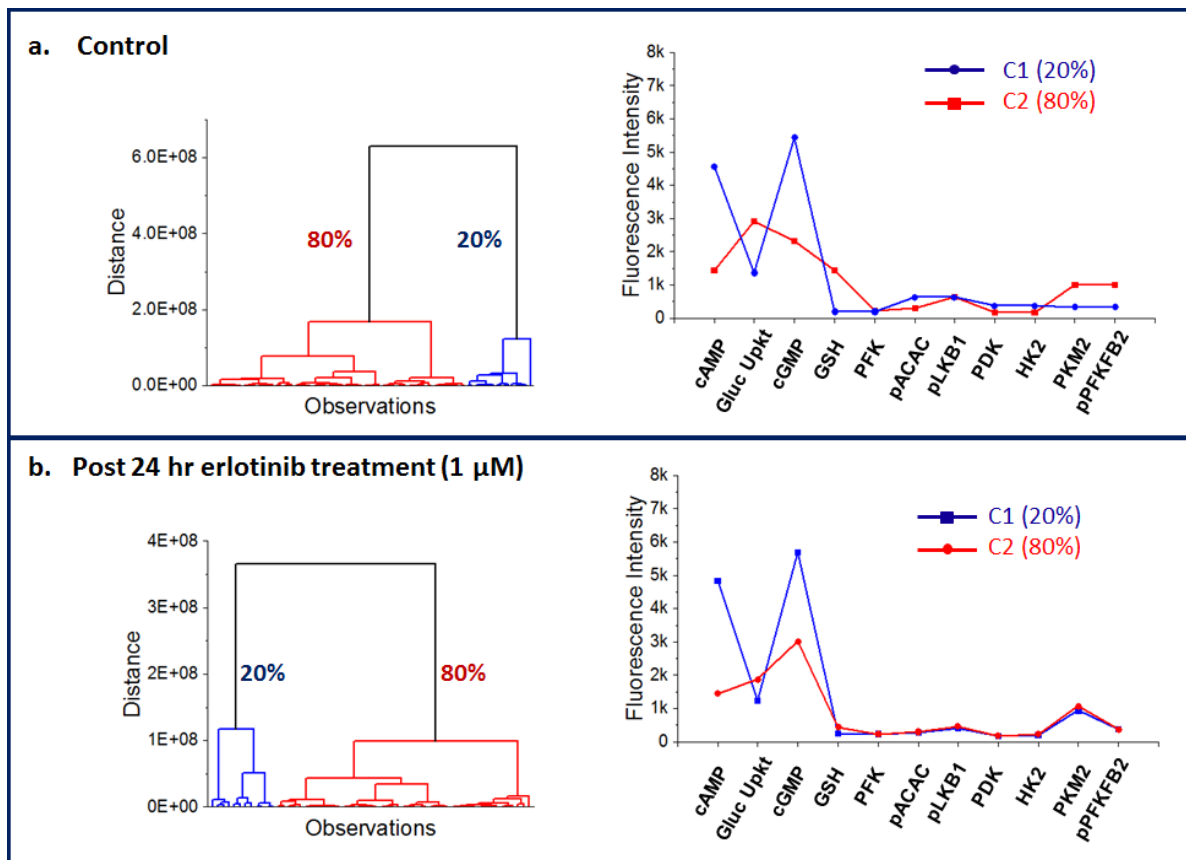 a. Control
6.0E+08
4.0E+08
2.0E+08
0.0E+00
Distance
80%
20%
Observations
8k
7k
6k
5k
4k
3k
2k
1k
0
Fluorescence Intensity
C1 (20%)
C2 (80%)
cAMP
Gluc Upkt
cGMP
GSH
PFK
pACAC
pLKB1
PDK
HK2
PKM2
pPFKFB2
b. Post 24 hr erlotinib treatment (1 µM)
4E+08
3E+08
2E+08
1E+08
0E+00
Distance
20%
80%
Observations
8k
7k
6k
5k
4k
3k
2k
1k
0
Fluorescence Intensity
C1 (20%)
C2 (80%)
cAMP
Gluc Upkt
cGMP
GSH
PFK
pACAC
pLKB1
PDK
HK2
PKM2
pPFKFB2